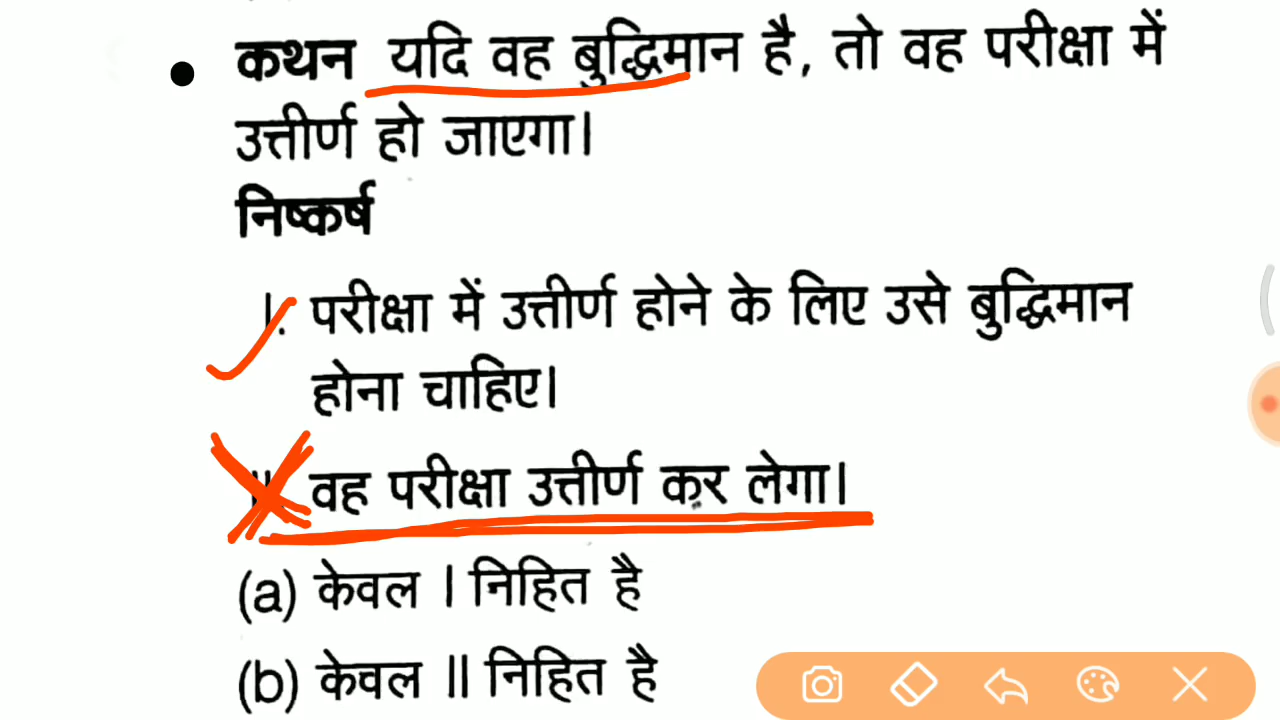 • कथन यदि वह बुद्धिमान है, तो वह परीक्षा में
उत्तीर्ण हो जाएगा।
निष्कर्ष
I. परीक्षा में उत्तीर्ण होने के लिए उसे बुद्धिमान
होना चाहिए।
II. वह परीक्षा उत्तीर्ण कर लेगा।
(a) केवल I निहित है
(b) केवल II निहित है